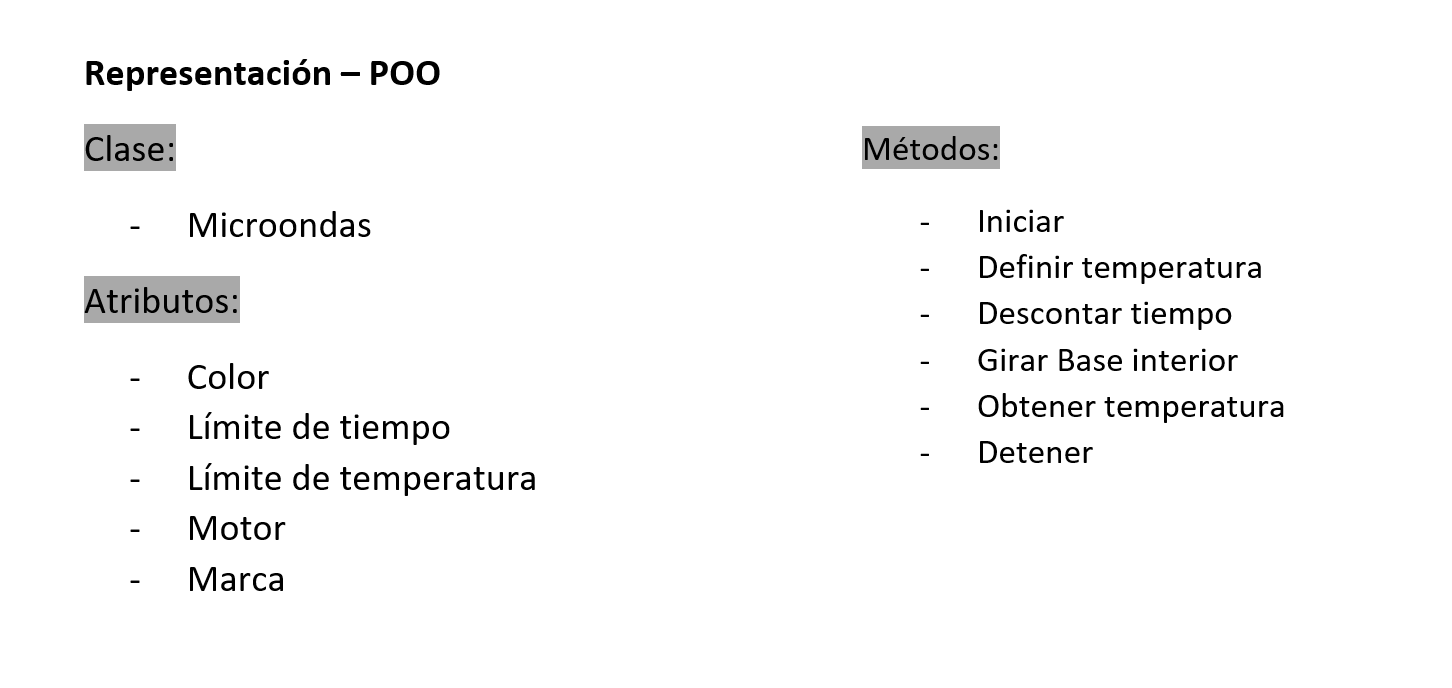 Representación – POO
Clase:
- Microondas
Atributos:
- Color
- Límite de tiempo
- Límite de temperatura
- Motor
- Marca
Métodos:
- Iniciar
- Definir temperatura
- Descontar tiempo
- Girar Base interior
- Obtener temperatura
- Detener